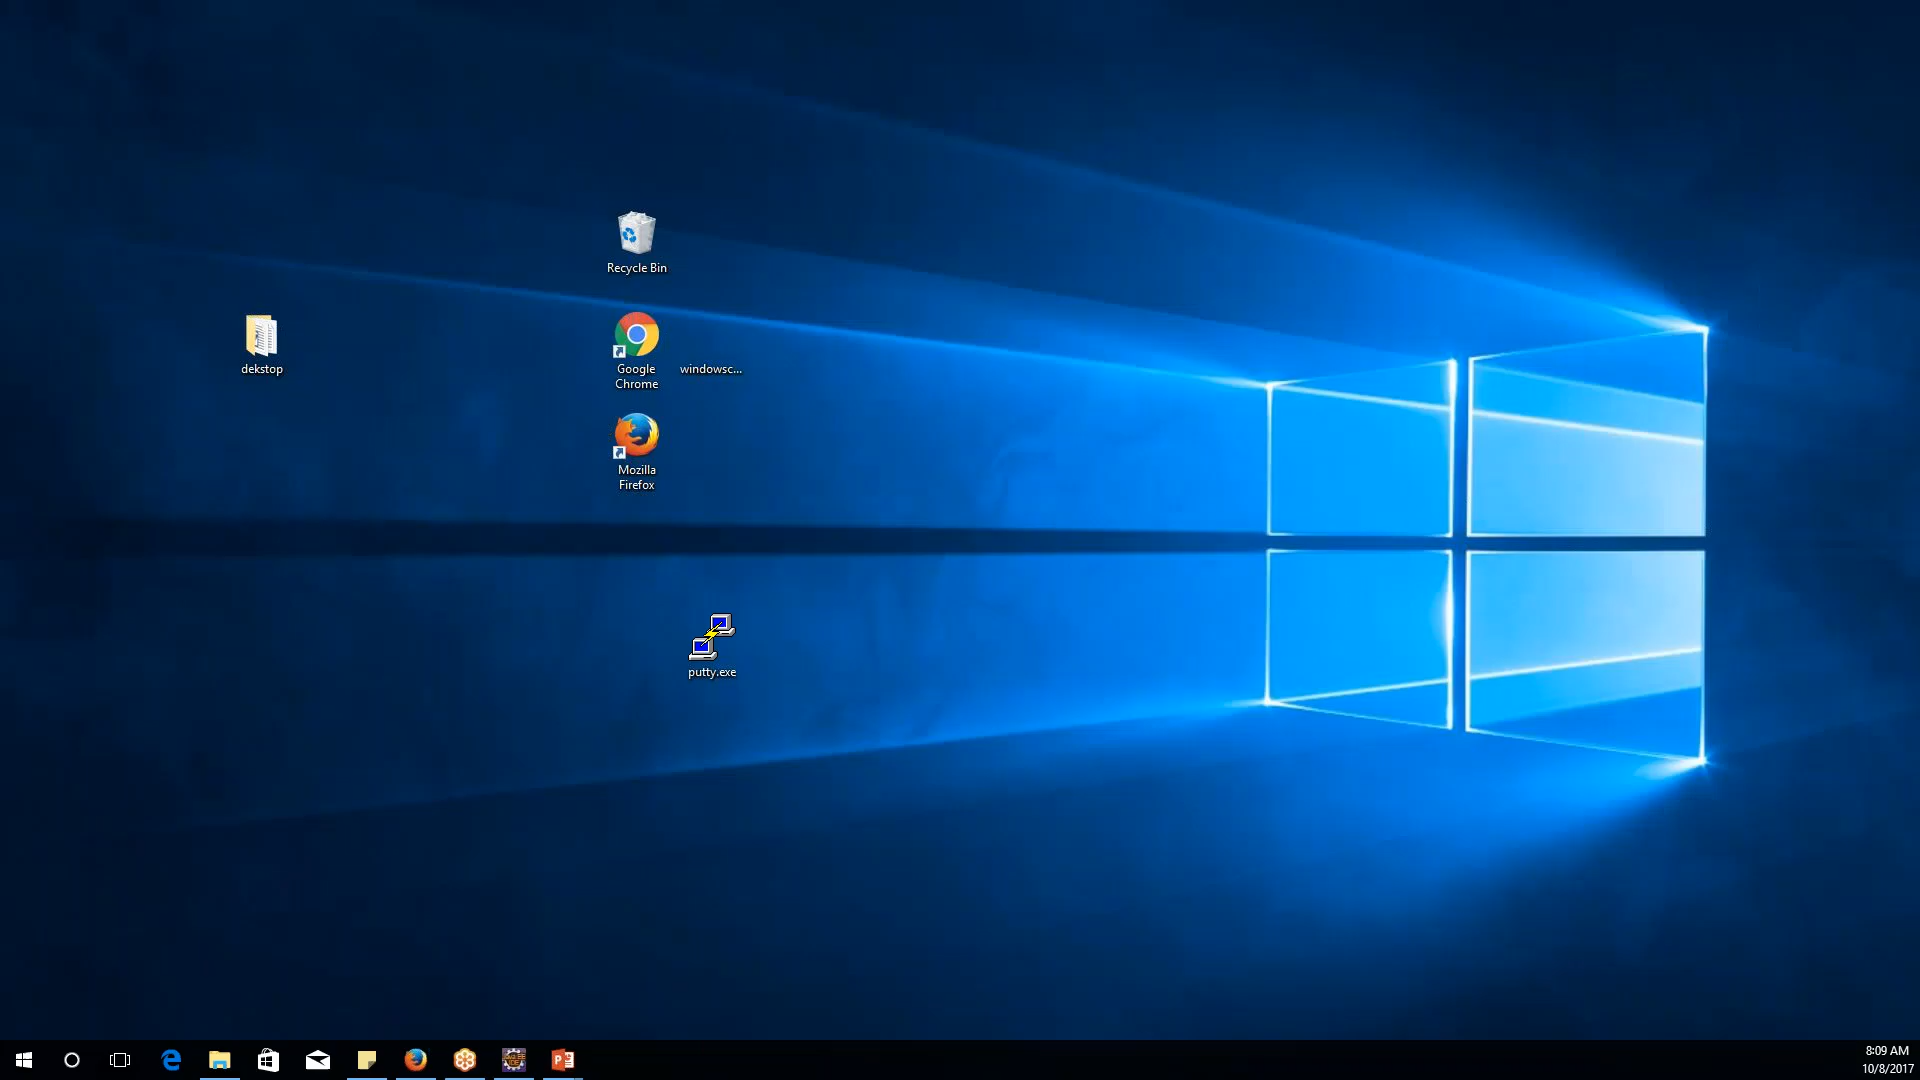 Recycle Bin
dekstop
Google
Chrome
windowsc...
Mozilla
Firefox
putty.exe
8:09 AM
10/8/2017